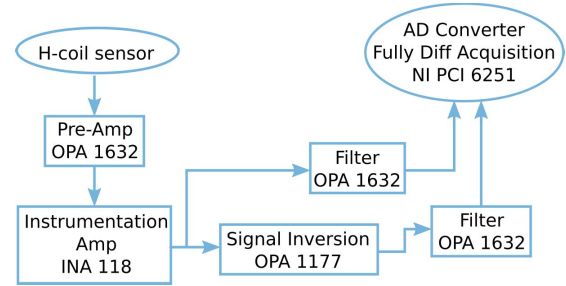 H-coil sensor
Pre-Amp
OPA 1632
Instrumentation
Amp
INA 118
Signal Inversion
OPA 1177
Filter
OPA 1632
Filter
OPA 1632
AD Converter
Fully Diff Acquisition
NI PCI 6251